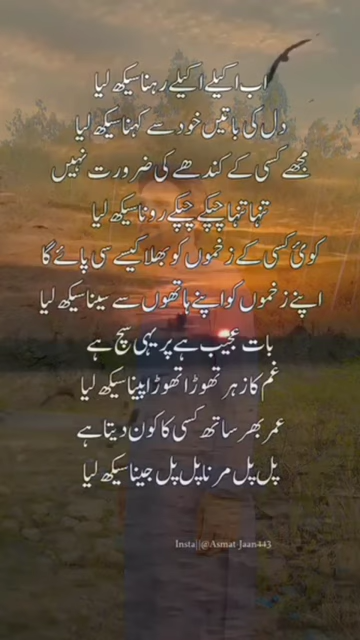 اب اکیلے اکیلے رہنا سیکھ لیا
دل کی باتیں خود سے کہنا سیکھ لیا
مجھے کسی کے کندھے کی ضرورت نہیں
تنہا تنہا چپکے چپکے رونا سیکھ لیا
کوئ کسی کے زخموں کو بھلا کیسے سی پائے گا
اپنے زخموں کو اپنے ہاتھوں سے سینا سیکھ لیا
بات عجیب ہے پر یہی سچ ہے
غم کا زہر تھوڑا تھوڑا پینا سیکھ لیا
عمر بھر ساتھ کسی کا کون دیتا ہے
پل پل مرنا پل پل جینا سیکھ لیا
Insta||@Asmat-Jaan443